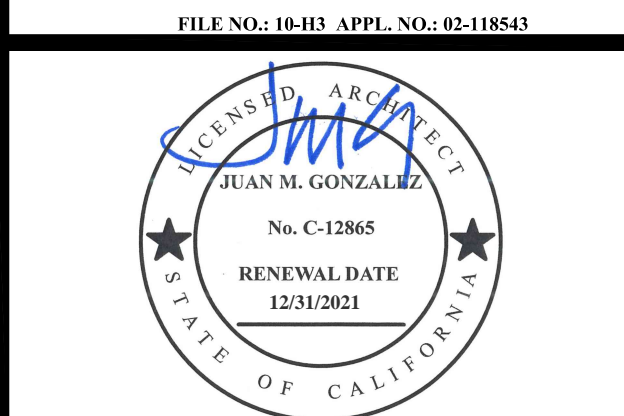 FILE NO.: 10-H3 APPL. NO.: 02-118543
LICENSED ARCHITECT
JUAN M. GONZALEZ
No. C-12865
RENEWAL DATE
12/31/2021
STATE OF CALIFORNIA